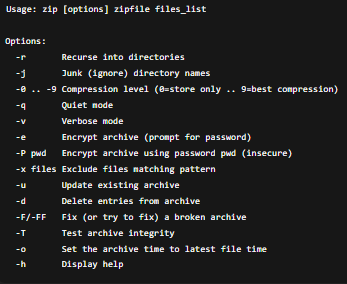 Usage: zip [options] zipfile files_list
Options:
-r Recurse into directories
-j Junk (ignore) directory names
-0 .. -9 Compression level (0=store only .. 9=best compression)
-q Quiet mode
-v Verbose mode
-e Encrypt archive (prompt for password)
-P pwd Encrypt archive using password pwd (insecure)
-x files Exclude files matching pattern
-u Update existing archive
-d Delete entries from archive
-F/-FF Fix (or try to fix) a broken archive
-T Test archive integrity
-o Set the archive time to latest file time
-h Display help